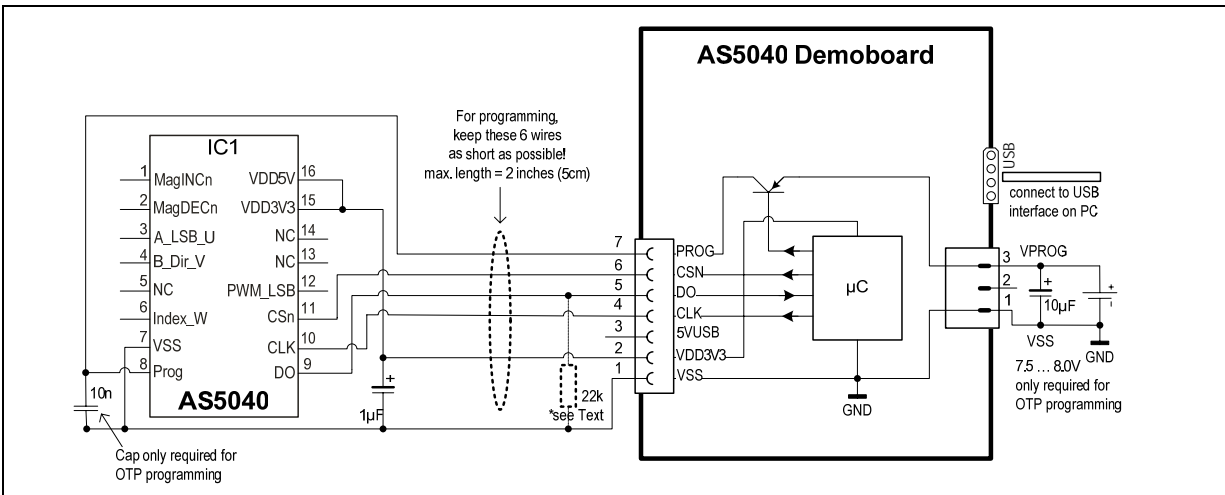 AS5040 Demoboard
For programming,
keep these 6 wires
as short as possible!
max. length = 2 inches (5cm)
IC1
1 MagINCn
2 MagDECn
3 A_LSB_U
4 B_Dir_V
5 NC
6 Index_W
7 VSS
8 Prog
VDD5V 16
VDD3V3 15
NC 14
NC 13
PWM_LSB 12
CSn 11
CLK 10
DO 9
AS5040
10n
Cap only required for
OTP programming
1µF
+
22k
*see Text
7 PROG
6 CSN
5 DO
4 CLK
3 5VUSB
2 VDD3V3
1 VSS
µC
GND
USB
connect to USB
interface on PC
3
2
1
VPROG
+
10µF
+
-
VSS
GND
7.5 ... 8.0V
only required for
OTP programming